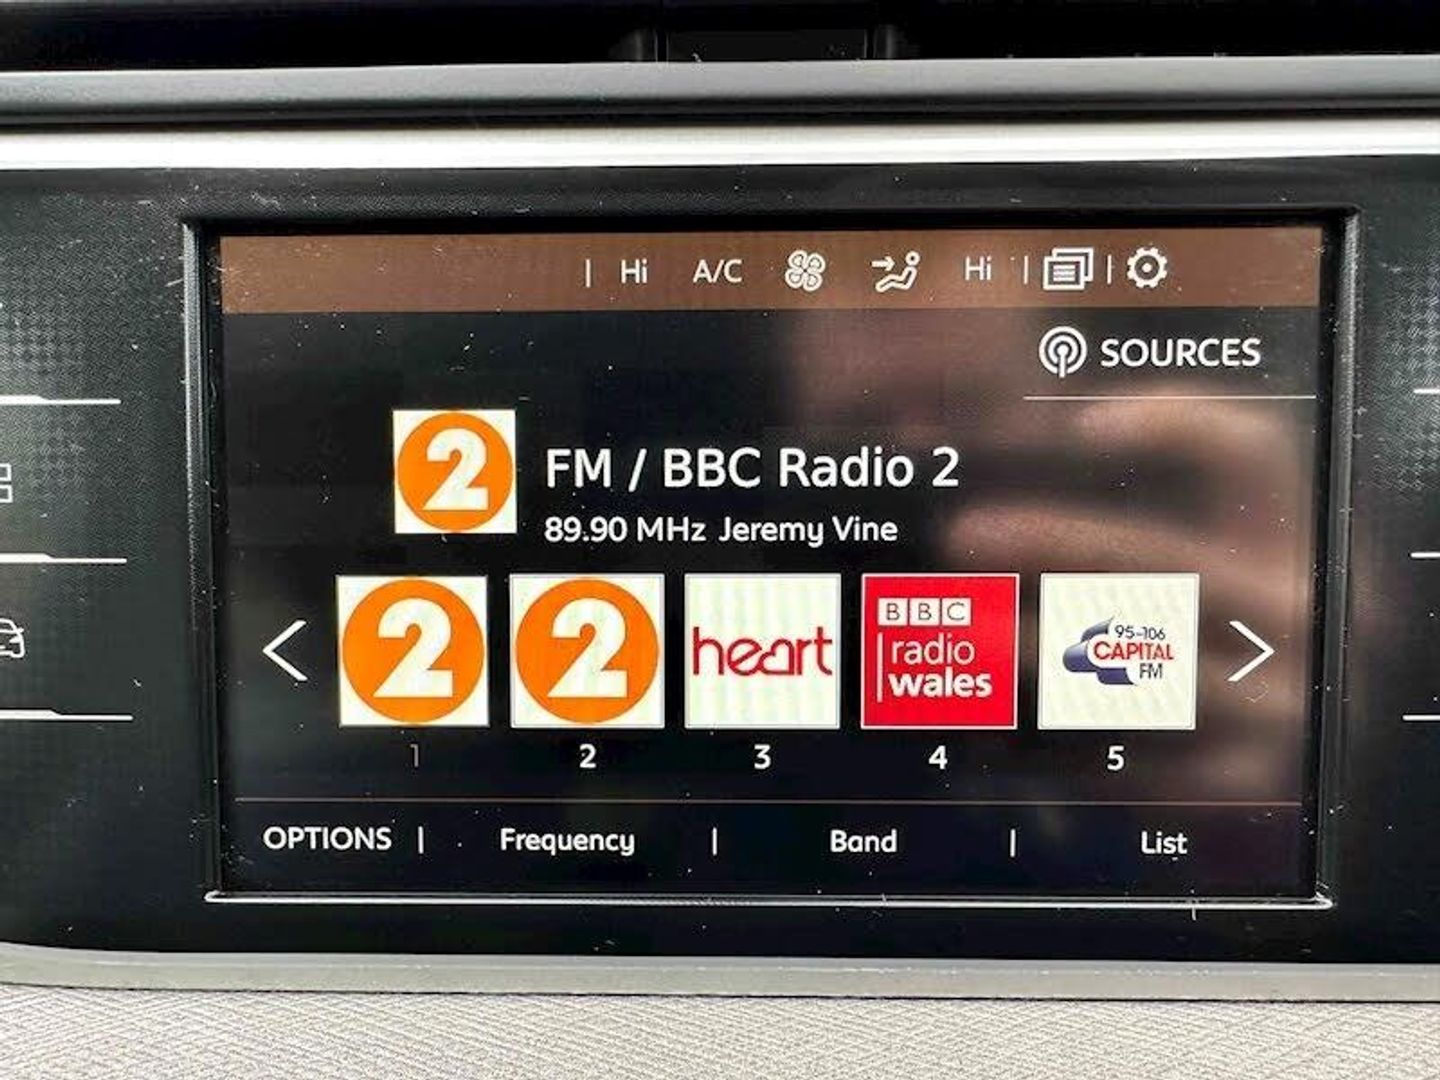 Hi A/C Hi
SOURCES
2
FM / BBC Radio 2
89.90 MHz Jeremy Vine
2
2
heart
BBC
radio
wales
95-106
CAPITAL
FM
1 2 3 4 5
OPTIONS | Frequency | Band | List